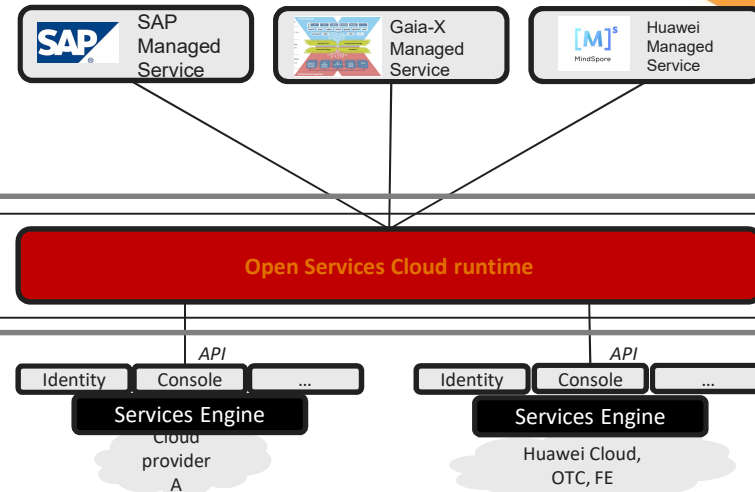 SAP
®
SAP
Managed
Service
Gaia-X
Managed
Service
[M]s
MindSpore
Huawei
Managed
Service
Open Services Cloud runtime
API
API
Identity
Console
...
Identity
Console
...
Services Engine
Services Engine
Cloud
provider
A
Huawei Cloud,
OTC, FE